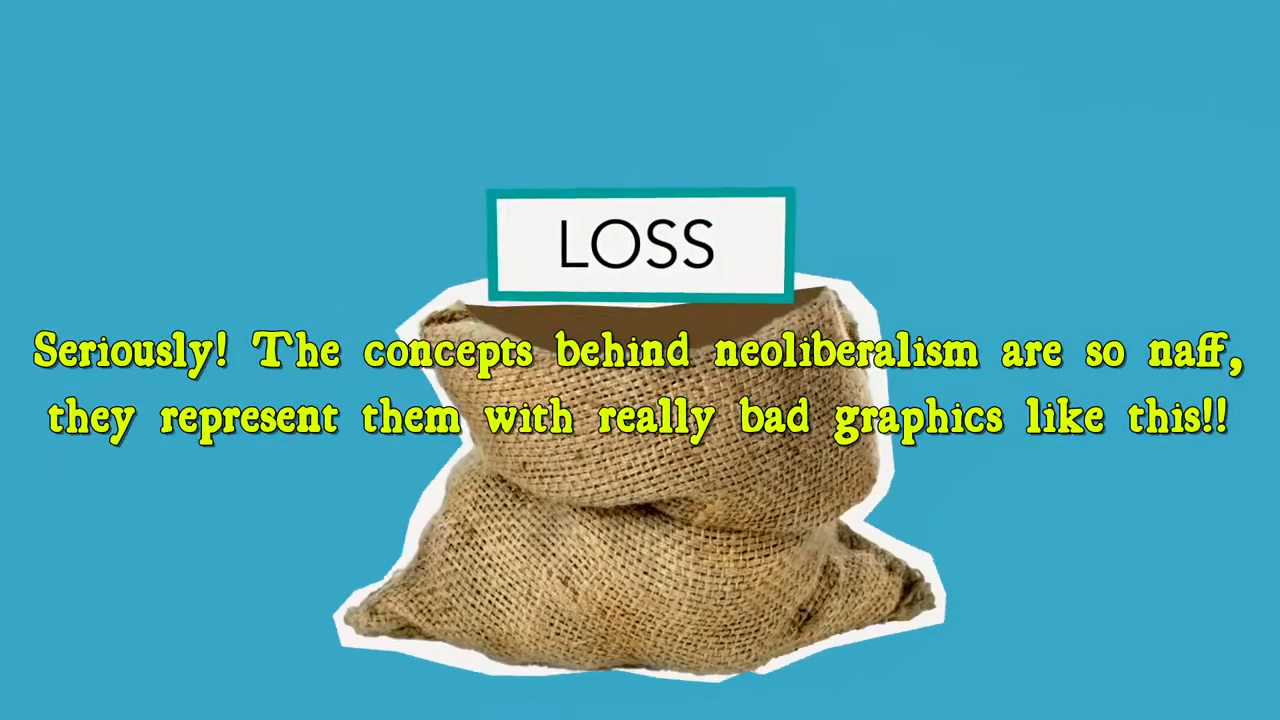 LOSS
Seriously! The concepts behind neoliberalism are so naff,
they represent them with really bad graphics like this!!